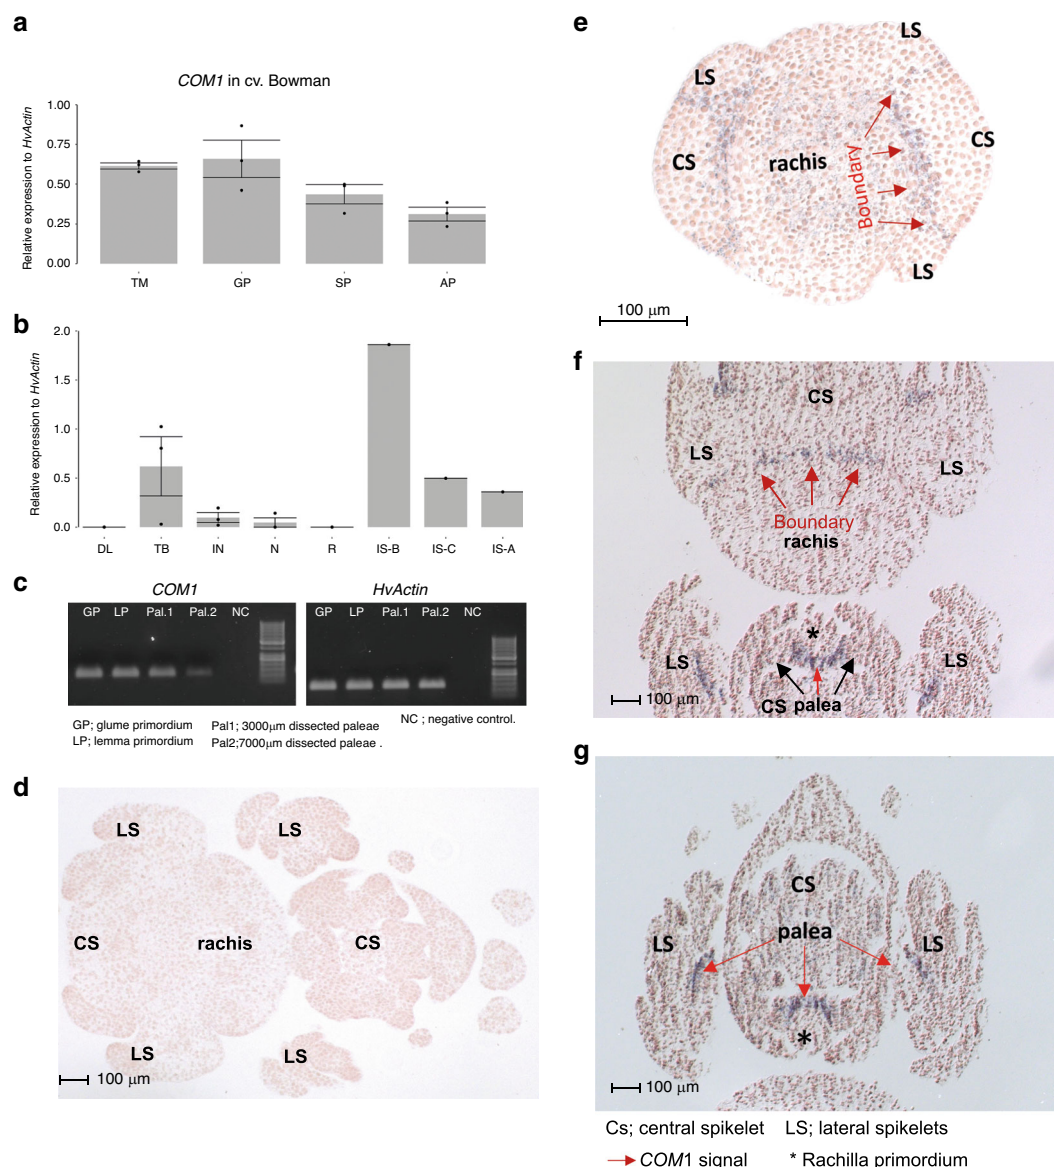 a
COM1 in cv. Bowman
Relative expression to HvActin
1.00
0.75
0.50
0.25
0.00
TM GP SP AP
b
Relative expression to HvActin
2.0
1.5
1.0
0.5
0.0
DL TB IN N R IS-B IS-C IS-A
c
COM1 HvActin
GP LP Pal.1 Pal.2 NC GP LP Pal.1 Pal.2 NC
GP; glume primordium Pal1; 3000μm dissected paleae NC ; negative control.
LP; lemma primordium Pal2;7000μm dissected paleae .
d
LS LS
CS rachis CS
LS LS
100 μm
e
LS
LS
CS
CS rachis
Boundary
LS
100 μm
f
CS
LS
LS
Boundary
rachis
*
LS LS
CS palea
100 μm
g
CS
palea
LS LS
*
100 μm
Cs; central spikelet LS; lateral spikelets
COM1 signal * Rachilla primordium